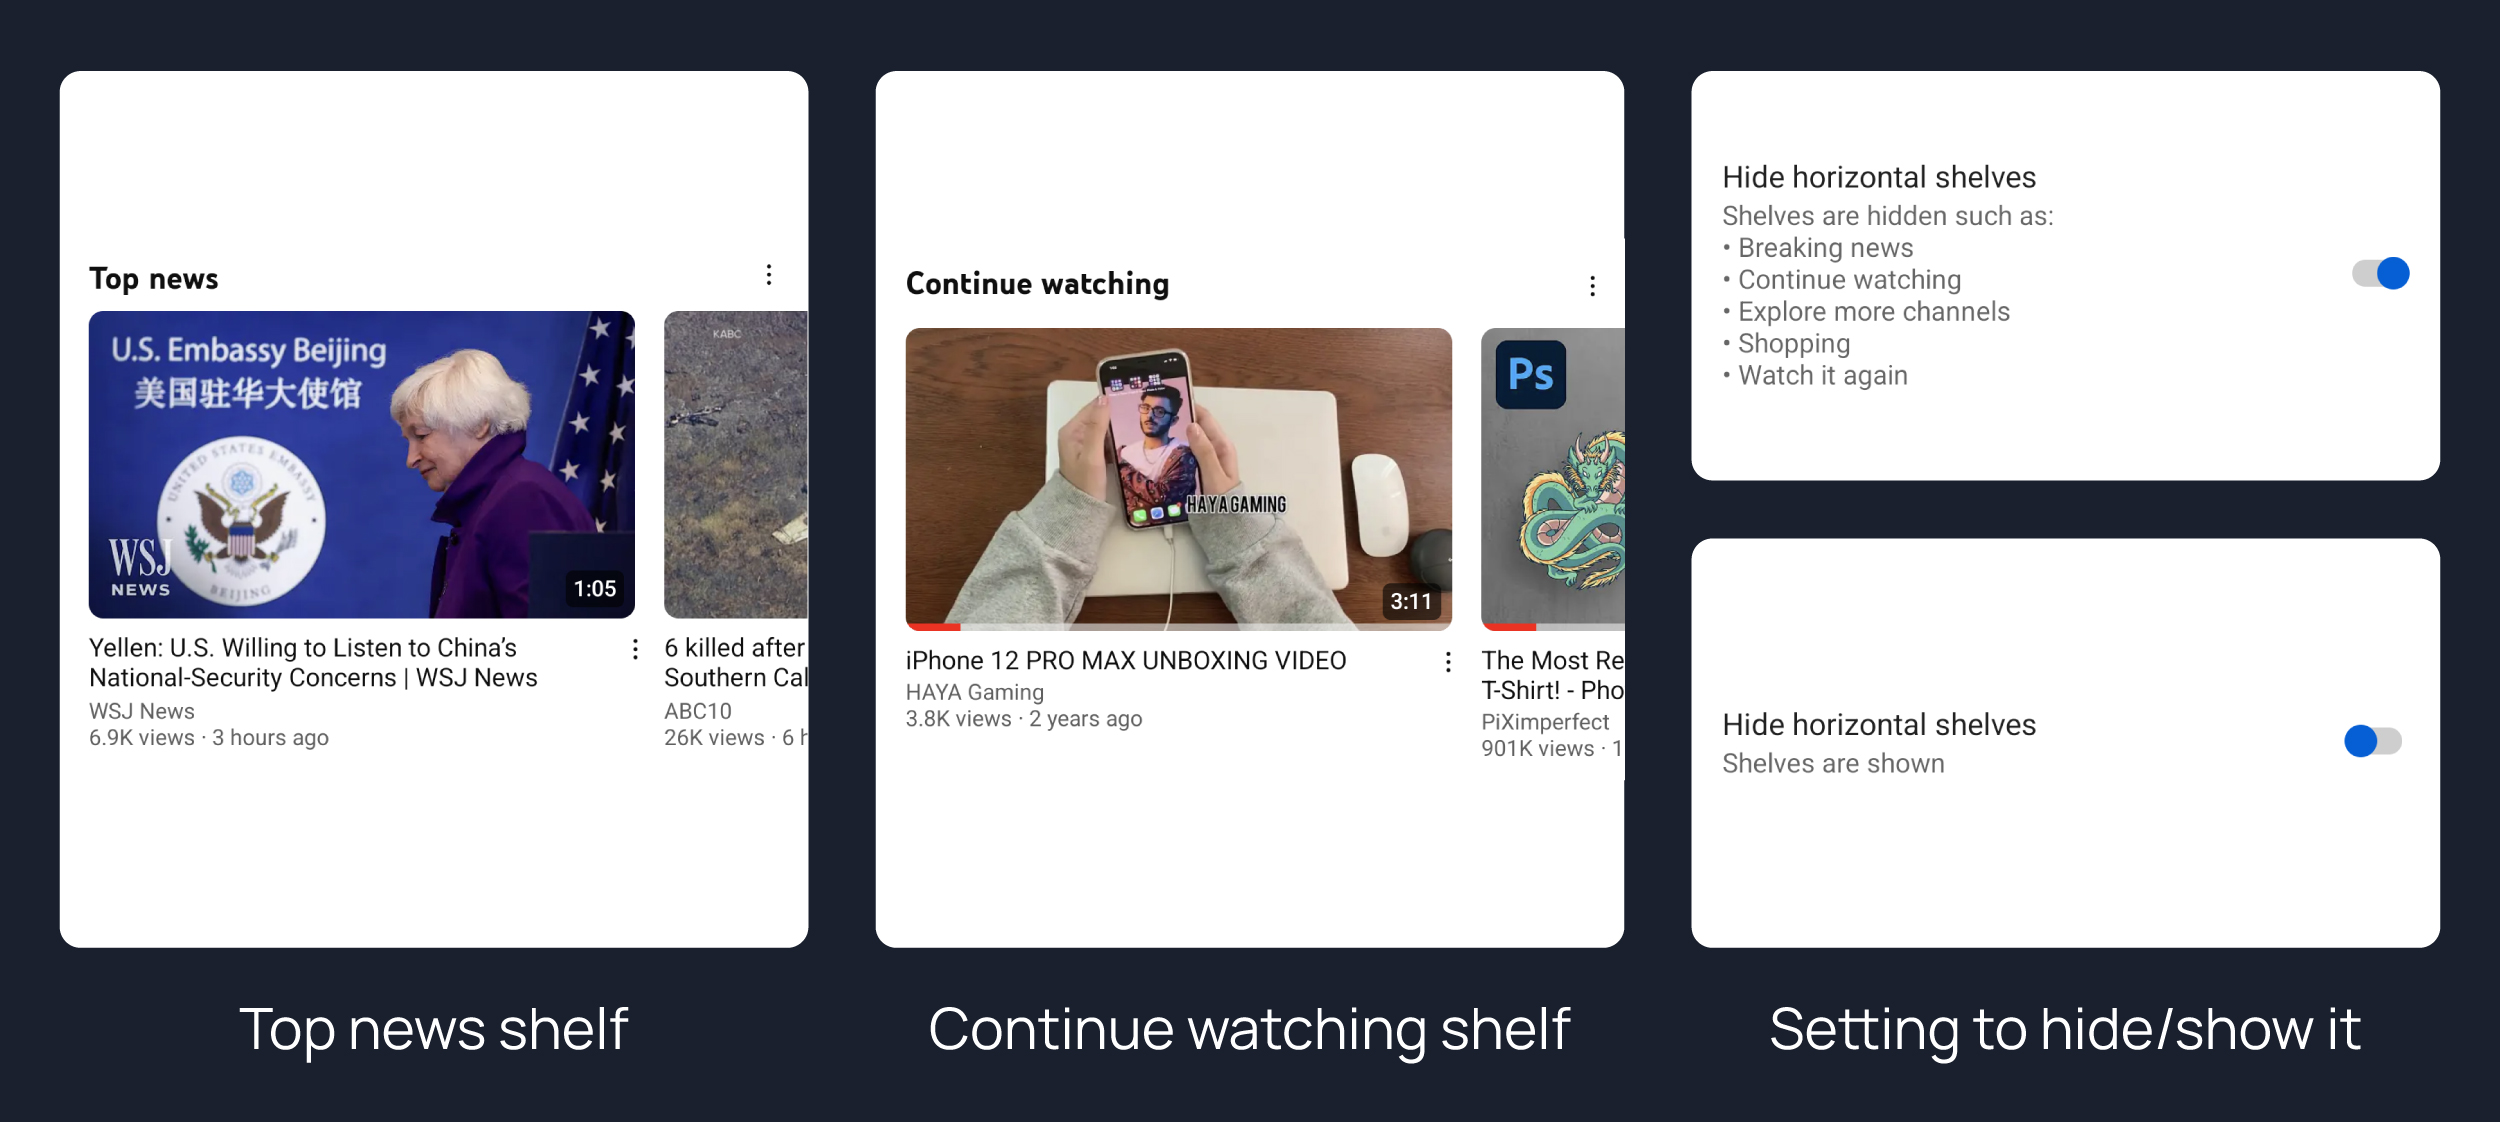 Top news
U.S. Embassy Beijing
美国驻华大使馆
KABC
UNITED STATES EMBASSY
BEIJING
WSJ
NEWS
1:05
Yellen: U.S. Willing to Listen to China’s
National-Security Concerns | WSJ News
WSJ News
6.9K views · 3 hours ago
6 killed after
Southern Cal
ABC10
26K views · 6 h
Continue watching
HAYA GAMING
3:11
iPhone 12 PRO MAX UNBOXING VIDEO
HAYA Gaming
3.8K views · 2 years ago
Ps
The Most Re
T-Shirt! - Pho
PiXimperfect
901K views · 1
Hide horizontal shelves
Shelves are hidden such as:
• Breaking news
• Continue watching
• Explore more channels
• Shopping
• Watch it again
Hide horizontal shelves
Shelves are shown
Top news shelf
Continue watching shelf
Setting to hide/show it